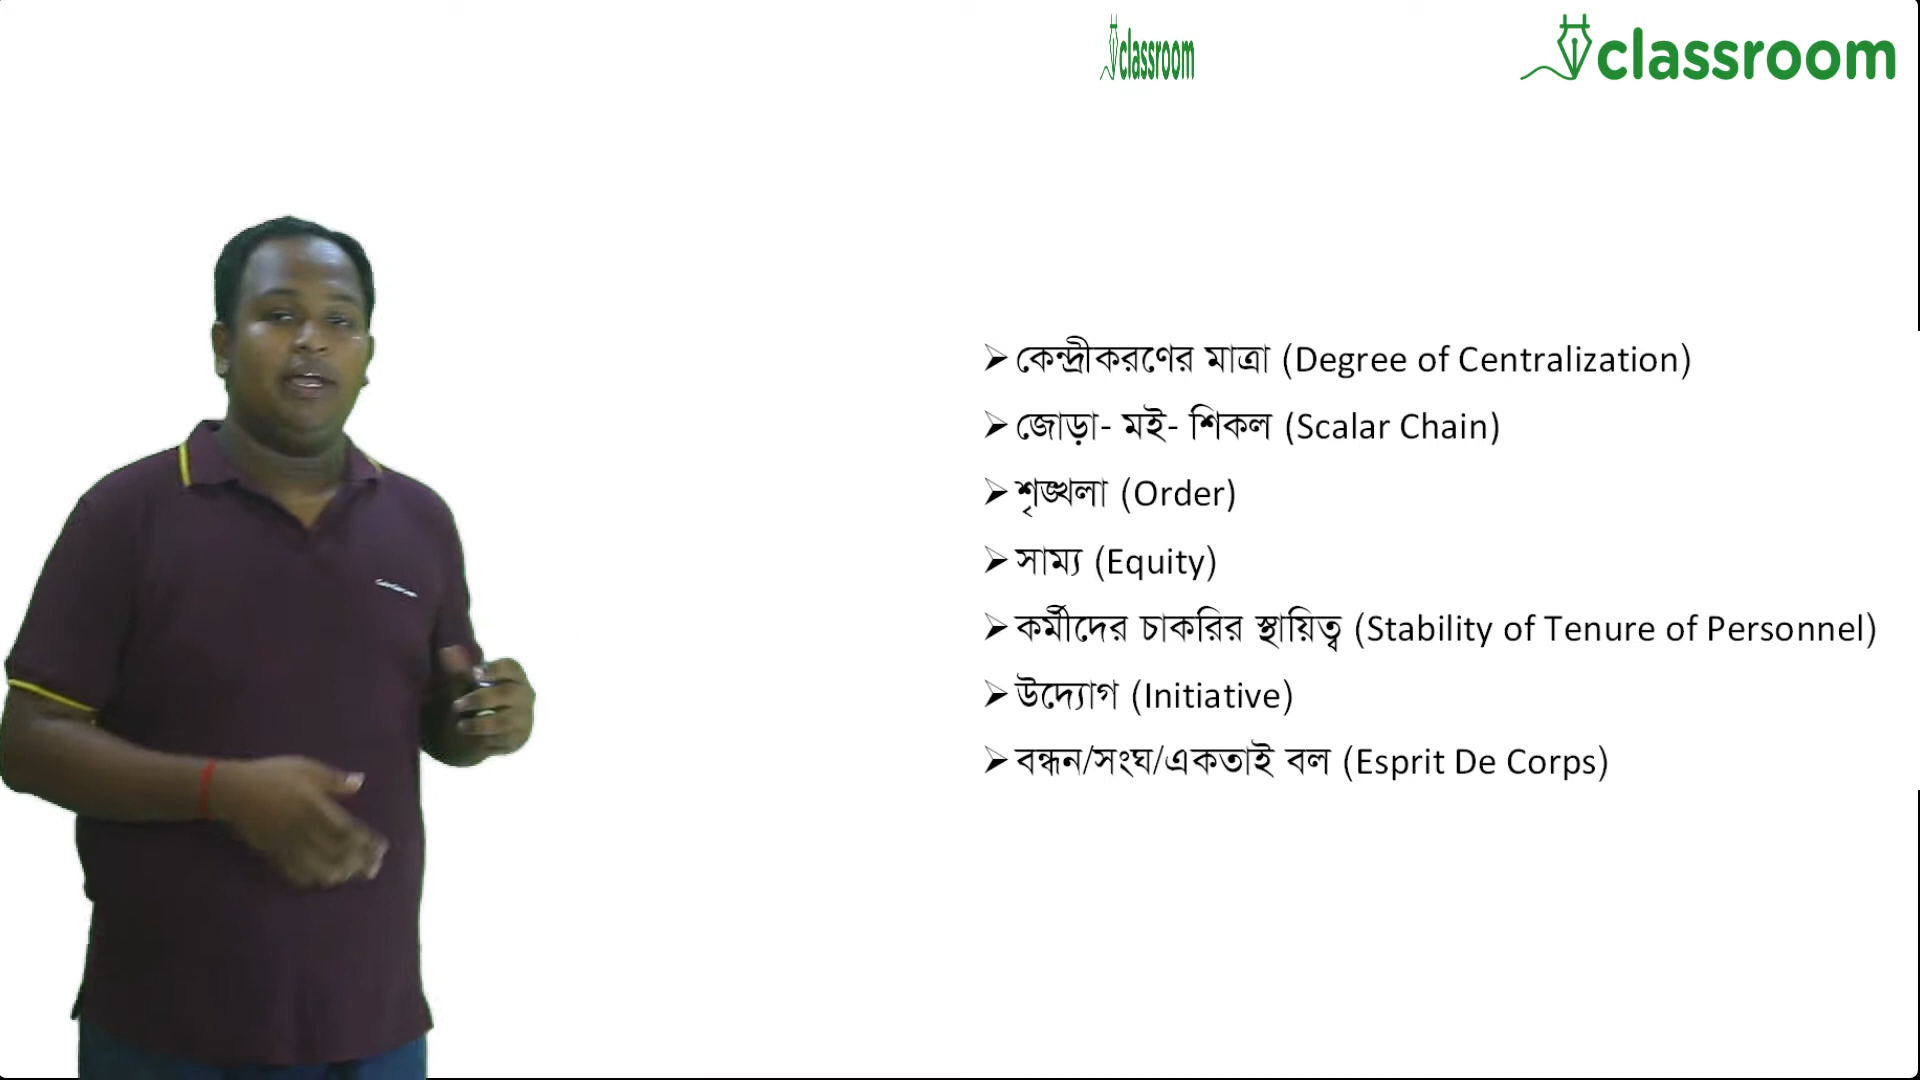 classroom
classroom
কেন্দ্রীকরণের মাত্রা (Degree of Centralization)
জোড়া- মই- শিকল (Scalar Chain)
শৃঙ্খলা (Order)
সাম্য (Equity)
কর্মীদের চাকরির স্থায়িত্ব (Stability of Tenure of Personnel)
উদ্যোগ (Initiative)
বন্ধন/সংঘ/একতাই বল (Esprit De Corps)